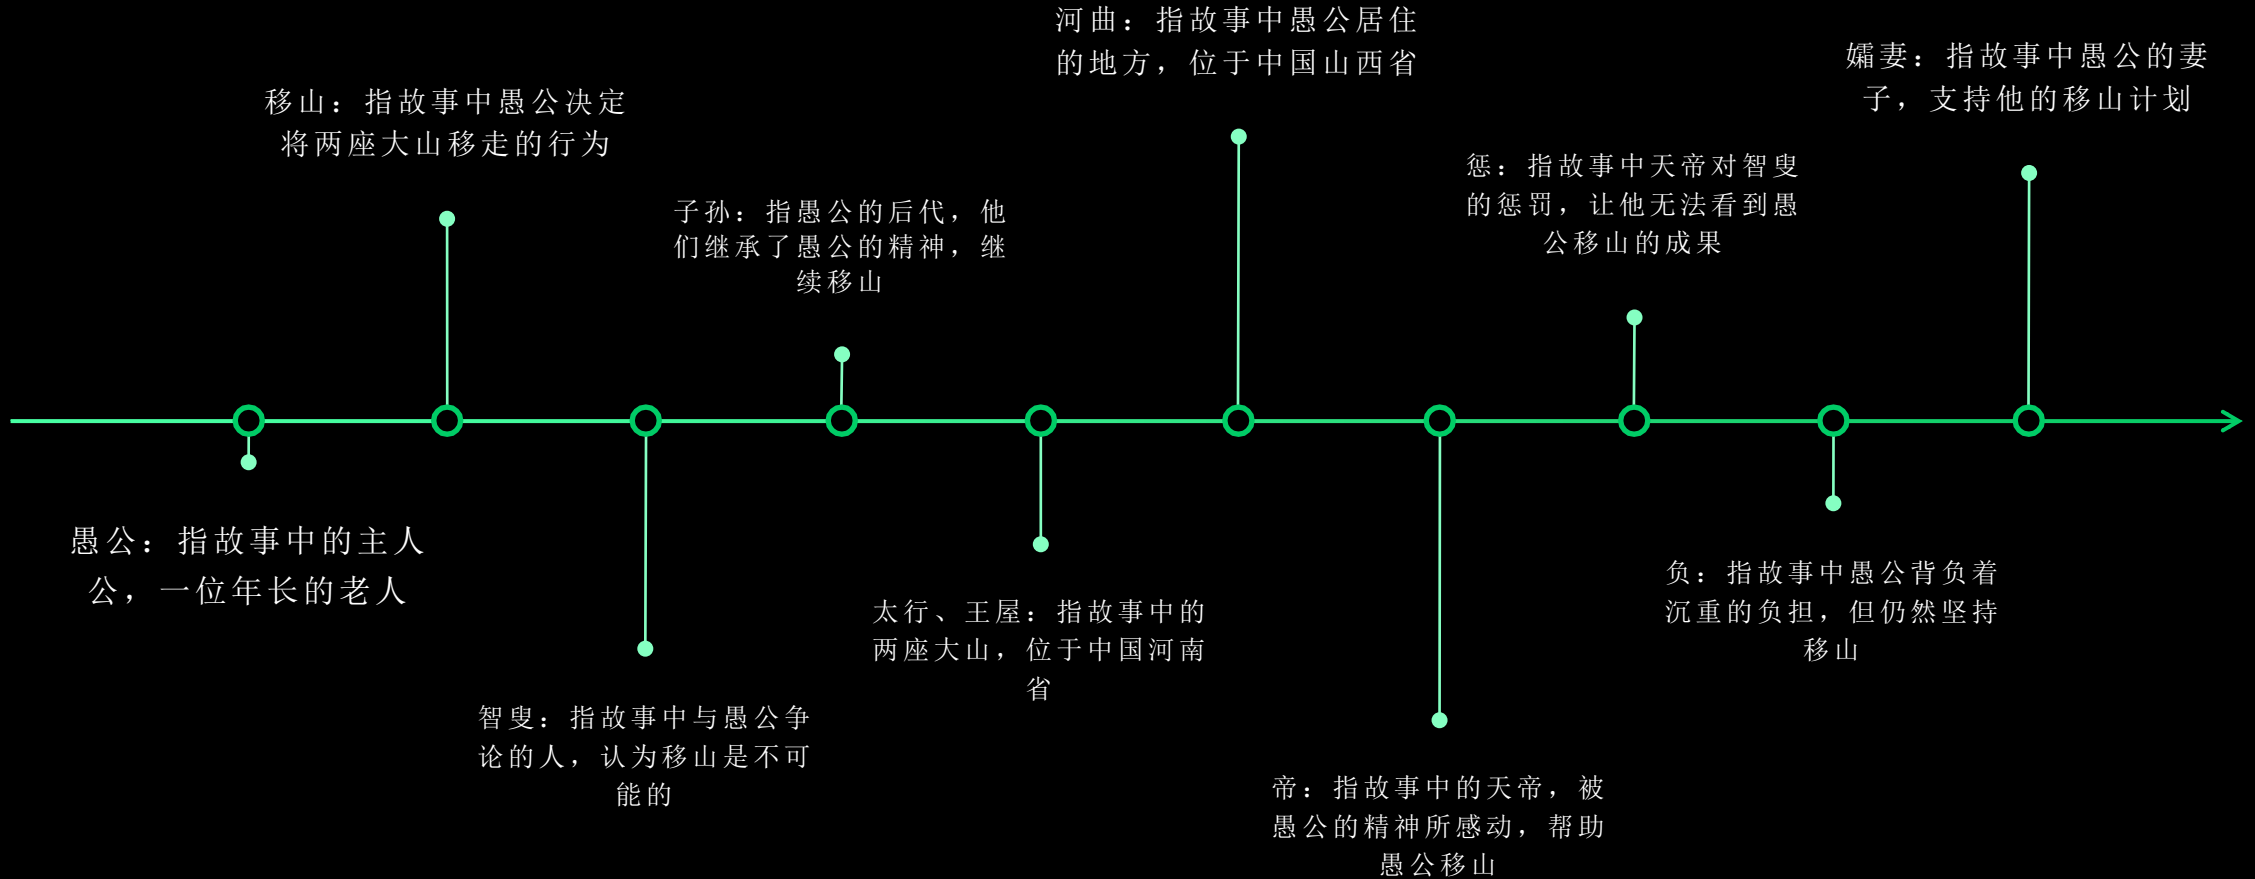 愚公：指故事中的主人
公，一位年长的老人
移山：指故事中愚公决定
将两座大山移走的行为
智叟：指故事中与愚公争
论的人，认为移山是不可
能的
子孙：指愚公的后代，他
们继承了愚公的精神，继
续移山
太行、王屋：指故事中的
两座大山，位于中国河南
省
河曲：指故事中愚公居住
的地方，位于中国山西省
帝：指故事中的天帝，被
愚公的精神所感动，帮助
愚公移山
惩：指故事中天帝对智叟
的惩罚，让他无法看到愚
公移山的成果
负：指故事中愚公背负着
沉重的负担，但仍然坚持
移山
孀妻：指故事中愚公的妻
子，支持他的移山计划